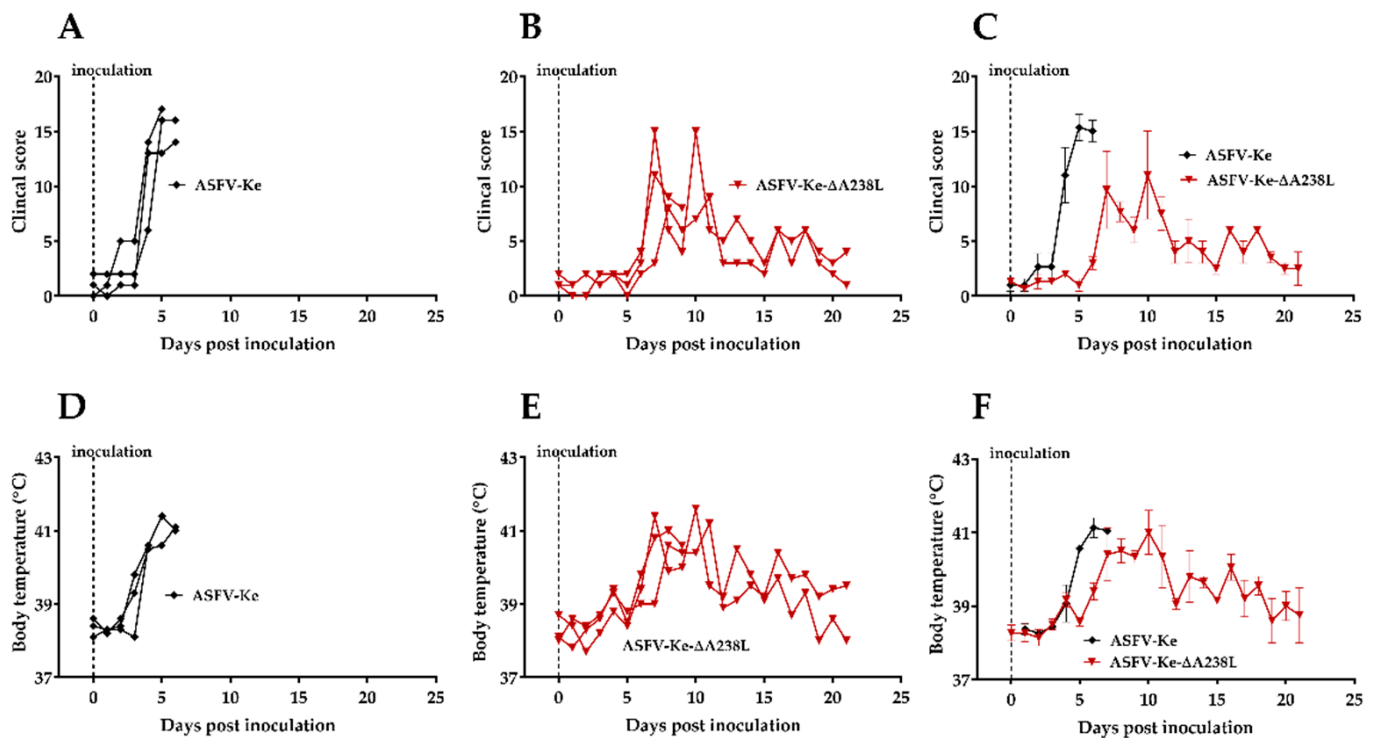 A
inoculation
20
15
10
5
0
Clincal score
ASFV-Ke
0 5 10 15 20 25
Days post inoculation
B
inoculation
20
15
10
5
0
Clincal score
ASFV-Ke-ΔA238L
0 5 10 15 20 25
Days post inoculation
C
inoculation
20
15
10
5
0
Clincal score
ASFV-Ke
ASFV-Ke-ΔA238L
0 5 10 15 20 25
Days post inoculation
D
inoculation
43
41
39
37
Body temperature (°C)
ASFV-Ke
0 5 10 15 20 25
Days post inoculation
E
inoculation
43
41
39
37
Body temperature (°C)
ASFV-Ke-ΔA238L
0 5 10 15 20 25
Days post inoculation
F
inoculation
43
41
39
37
Body temperature (°C)
ASFV-Ke
ASFV-Ke-ΔA238L
0 5 10 15 20 25
Days post inoculation